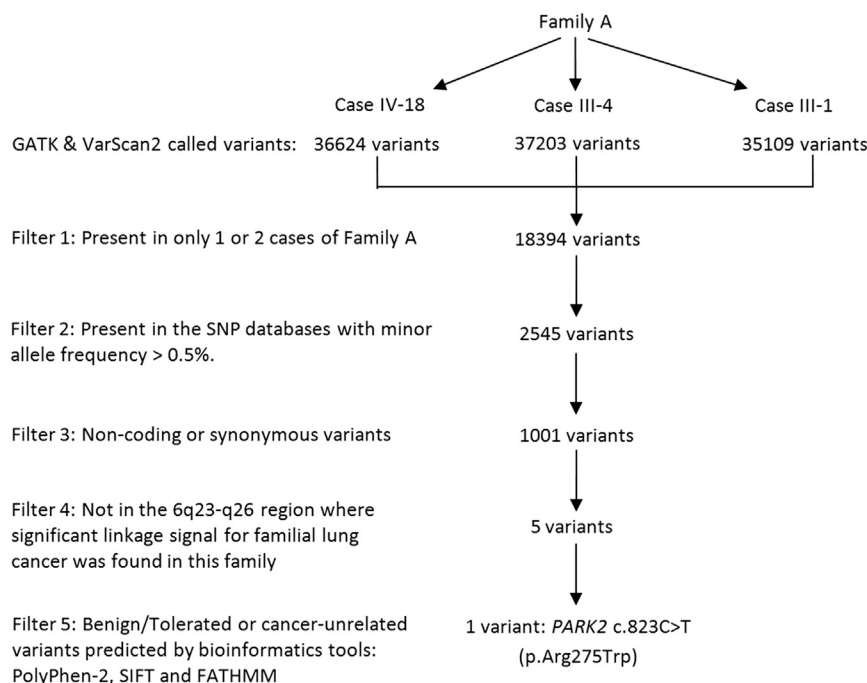 Family A
Case IV-18 Case III-4 Case III-1
GATK & VarScan2 called variants: 36624 variants 37203 variants 35109 variants
Filter 1: Present in only 1 or 2 cases of Family A 18394 variants
Filter 2: Present in the SNP databases with minor
allele frequency > 0.5%.
2545 variants
Filter 3: Non-coding or synonymous variants 1001 variants
Filter 4: Not in the 6q23-q26 region where
significant linkage signal for familial lung
cancer was found in this family
5 variants
Filter 5: Benign/Tolerated or cancer-unrelated
variants predicted by bioinformatics tools:
PolyPhen-2, SIFT and FATHMM
1 variant: PARK2 c.823C>T
(p.Arg275Trp)